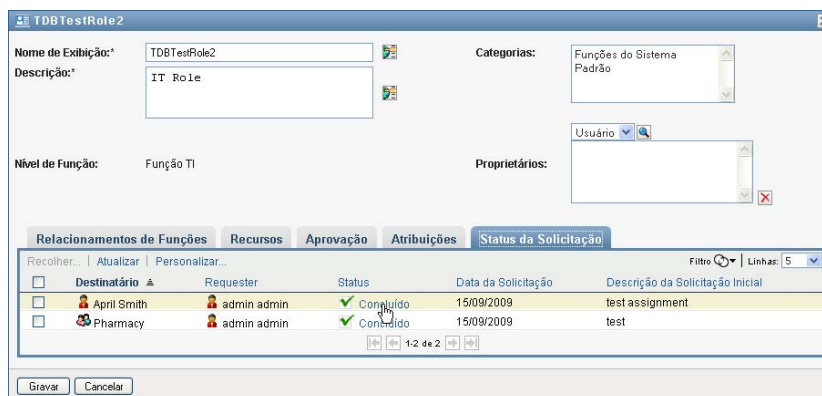 TDBTestRole2
Nome de Exibição:* TDBTestRole2 Categorias: Funções do Sistema
Padrão
Descrição:* IT Role
Usuário
Nível de Função: Função TI Proprietários:
Relacionamentos de Funções Recursos Aprovação Atribuições Status da Solicitação
Recolher... | Atualizar | Personalizar... Filtro | Linhas: 5
Destinatário Requester Status Data da Solicitação Descrição da Solicitação Inicial
April Smith admin admin Concluído 15/09/2009 test assignment
Pharmacy admin admin Concluído 15/09/2009 test
1-2 de 2
Gravar Cancelar